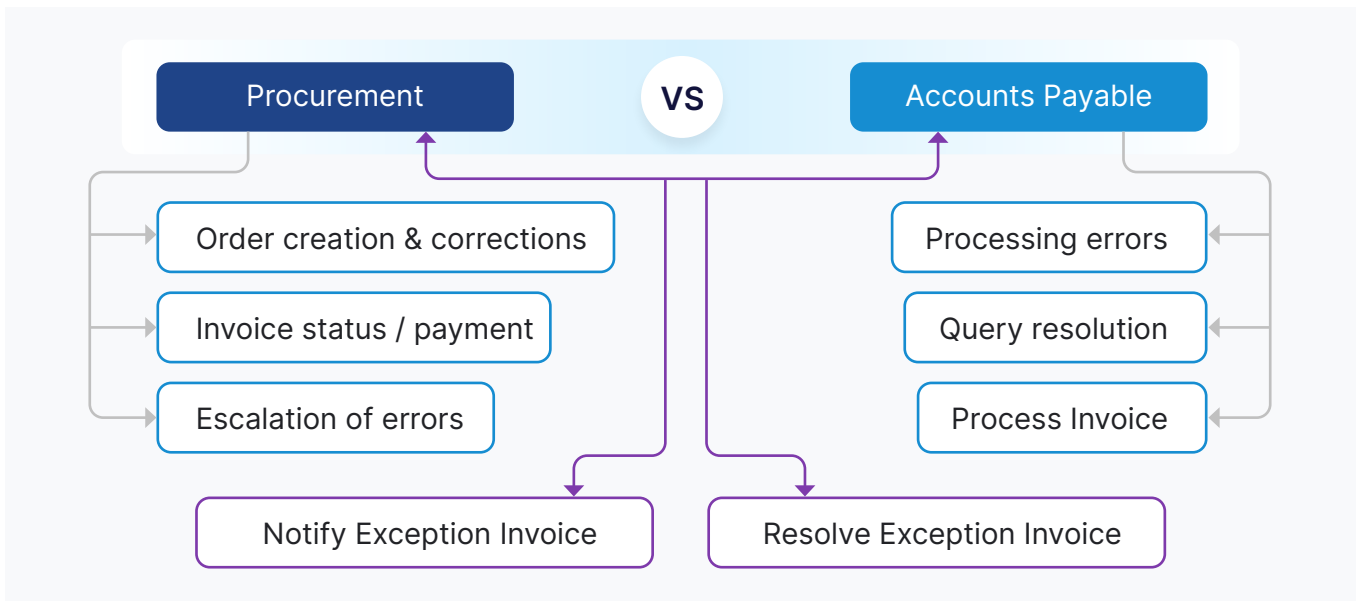 Procurement
VS
Accounts Payable
Order creation & corrections
Processing errors
Invoice status / payment
Query resolution
Escalation of errors
Process Invoice
Notify Exception Invoice
Resolve Exception Invoice